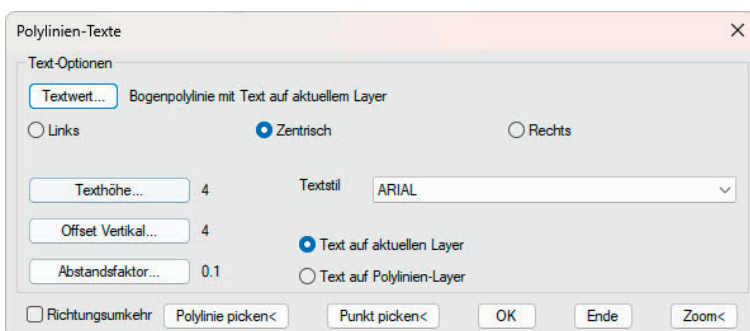 Polylinien-Texte
Text-Optionen
Textwert... Bogenpolylinie mit Text auf aktuellem Layer
Links Zentrisch Rechts
Texthöhe... 4 Textstil ARIAL
Offset Vertikal... 4
Text auf aktuellen Layer
Abstandsfaktor... 0.1
Text auf Polylinien-Layer
Richtungsumkehr Polylinie picken< Punkt picken< OK Ende Zoom<